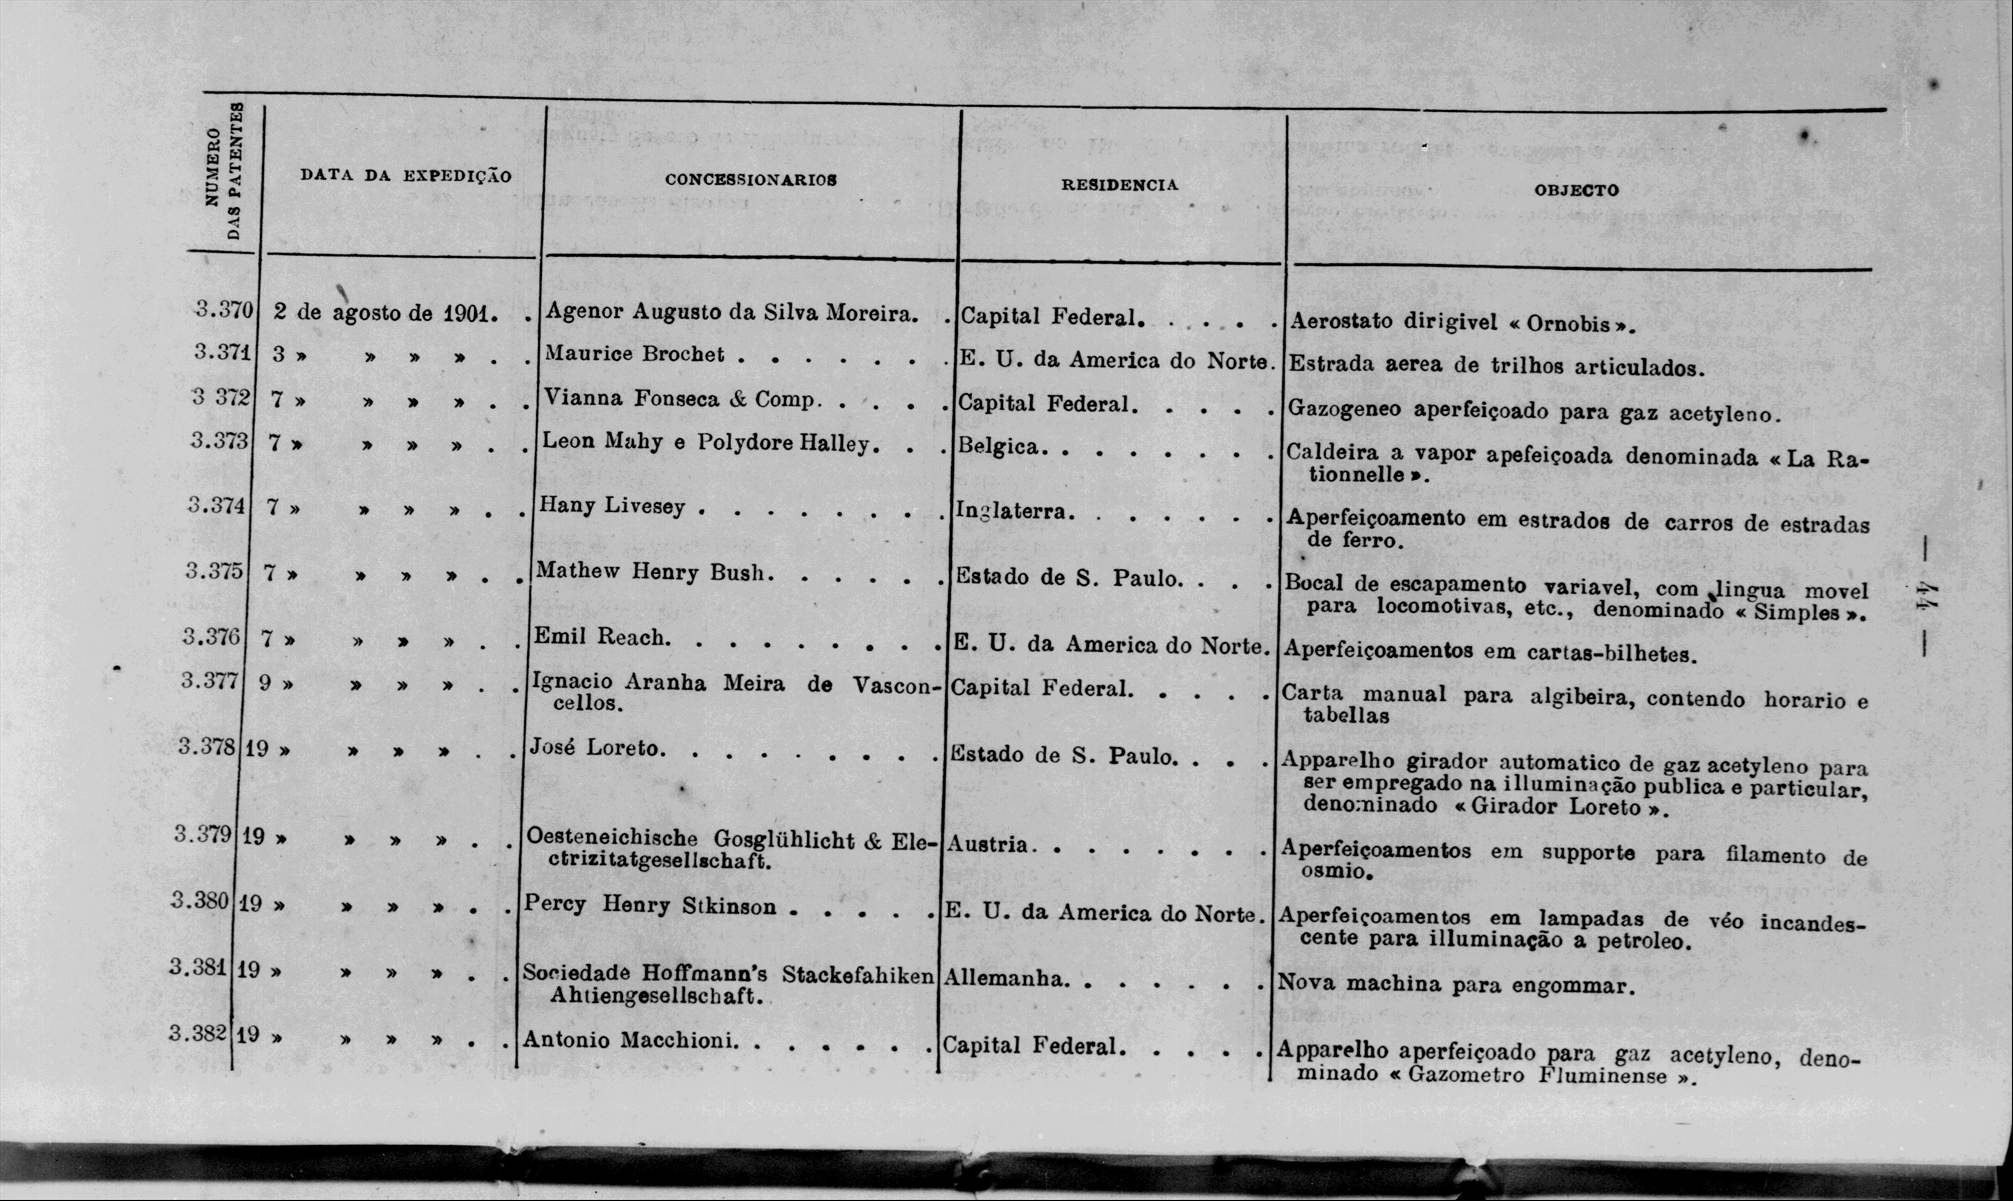 NUMERO
DAS PATENTES
DATA DA EXPEDIÇÃO
CONCESSIONARIOS
RESIDENCIA
OBJECTO
3.370 2 de agosto de 1901. . Agenor Augusto da Silva Moreira. . Capital Federal. . . . . . Aerostato dirigivel « Ornobis ».
3.371 3 » » » » . . Maurice Brochet . . . . . . . E. U. da America do Norte. Estrada aerea de trilhos articulados.
3 372 7 » » » » . . Vianna Fonseca & Comp. . . . . Capital Federal. . . . . Gazogeneo aperfeiçoado para gaz acetyleno.
3.373 7 » » » » . . Leon Mahy e Polydore Halley. . . Belgica. . . . . . . . Caldeira a vapor apefeiçoada denominada « La Ra-
tionnelle ».
3.374 7 » » » » . . Hany Livesey . . . . . . . . Inglaterra. . . . . . . Aperfeiçoamento em estrados de carros de estradas
de ferro.
3.375 7 » » » » . . Mathew Henry Bush. . . . . . Estado de S. Paulo. . . . Bocal de escapamento variavel, com lingua movel
para locomotivas, etc., denominado « Simples ».
3.376 7 » » » » . . Emil Reach. . . . . . . . . E. U. da America do Norte. Aperfeiçoamentos em cartas-bilhetes.
3.377 9 » » » » . . Ignacio Aranha Meira de Vascon- Capital Federal. . . . . Carta manual para algibeira, contendo horario e
cellos.
tabellas
3.378 19 » » » » . . José Loreto. . . . . . . . . Estado de S. Paulo. . . . Apparelho girador automatico de gaz acetyleno para
ser empregado na illuminação publica e particular,
denominado « Girador Loreto ».
3.379 19 » » » » . . Oesteneichische Gosglühlicht & Ele- Austria. . . . . . . . Aperfeiçoamentos em supporte para filamento de
ctrizitatgesellschaft.
osmio.
3.380 19 » » » » . . Percy Henry Stkinson . . . . . E. U. da America do Norte. Aperfeiçoamentos em lampadas de véo incandes-
cente para illuminação a petroleo.
3.381 19 » » » » . . Sociedade Hoffmann's Stackefahiken Allemanha. . . . . . . Nova machina para engommar.
Ahtiengesellschaft.
3.382 19 » » » » . . Antonio Macchioni. . . . . . . Capital Federal. . . . . Apparelho aperfeiçoado para gaz acetyleno, deno-
minado « Gazometro Fluminense ».
— 44 —